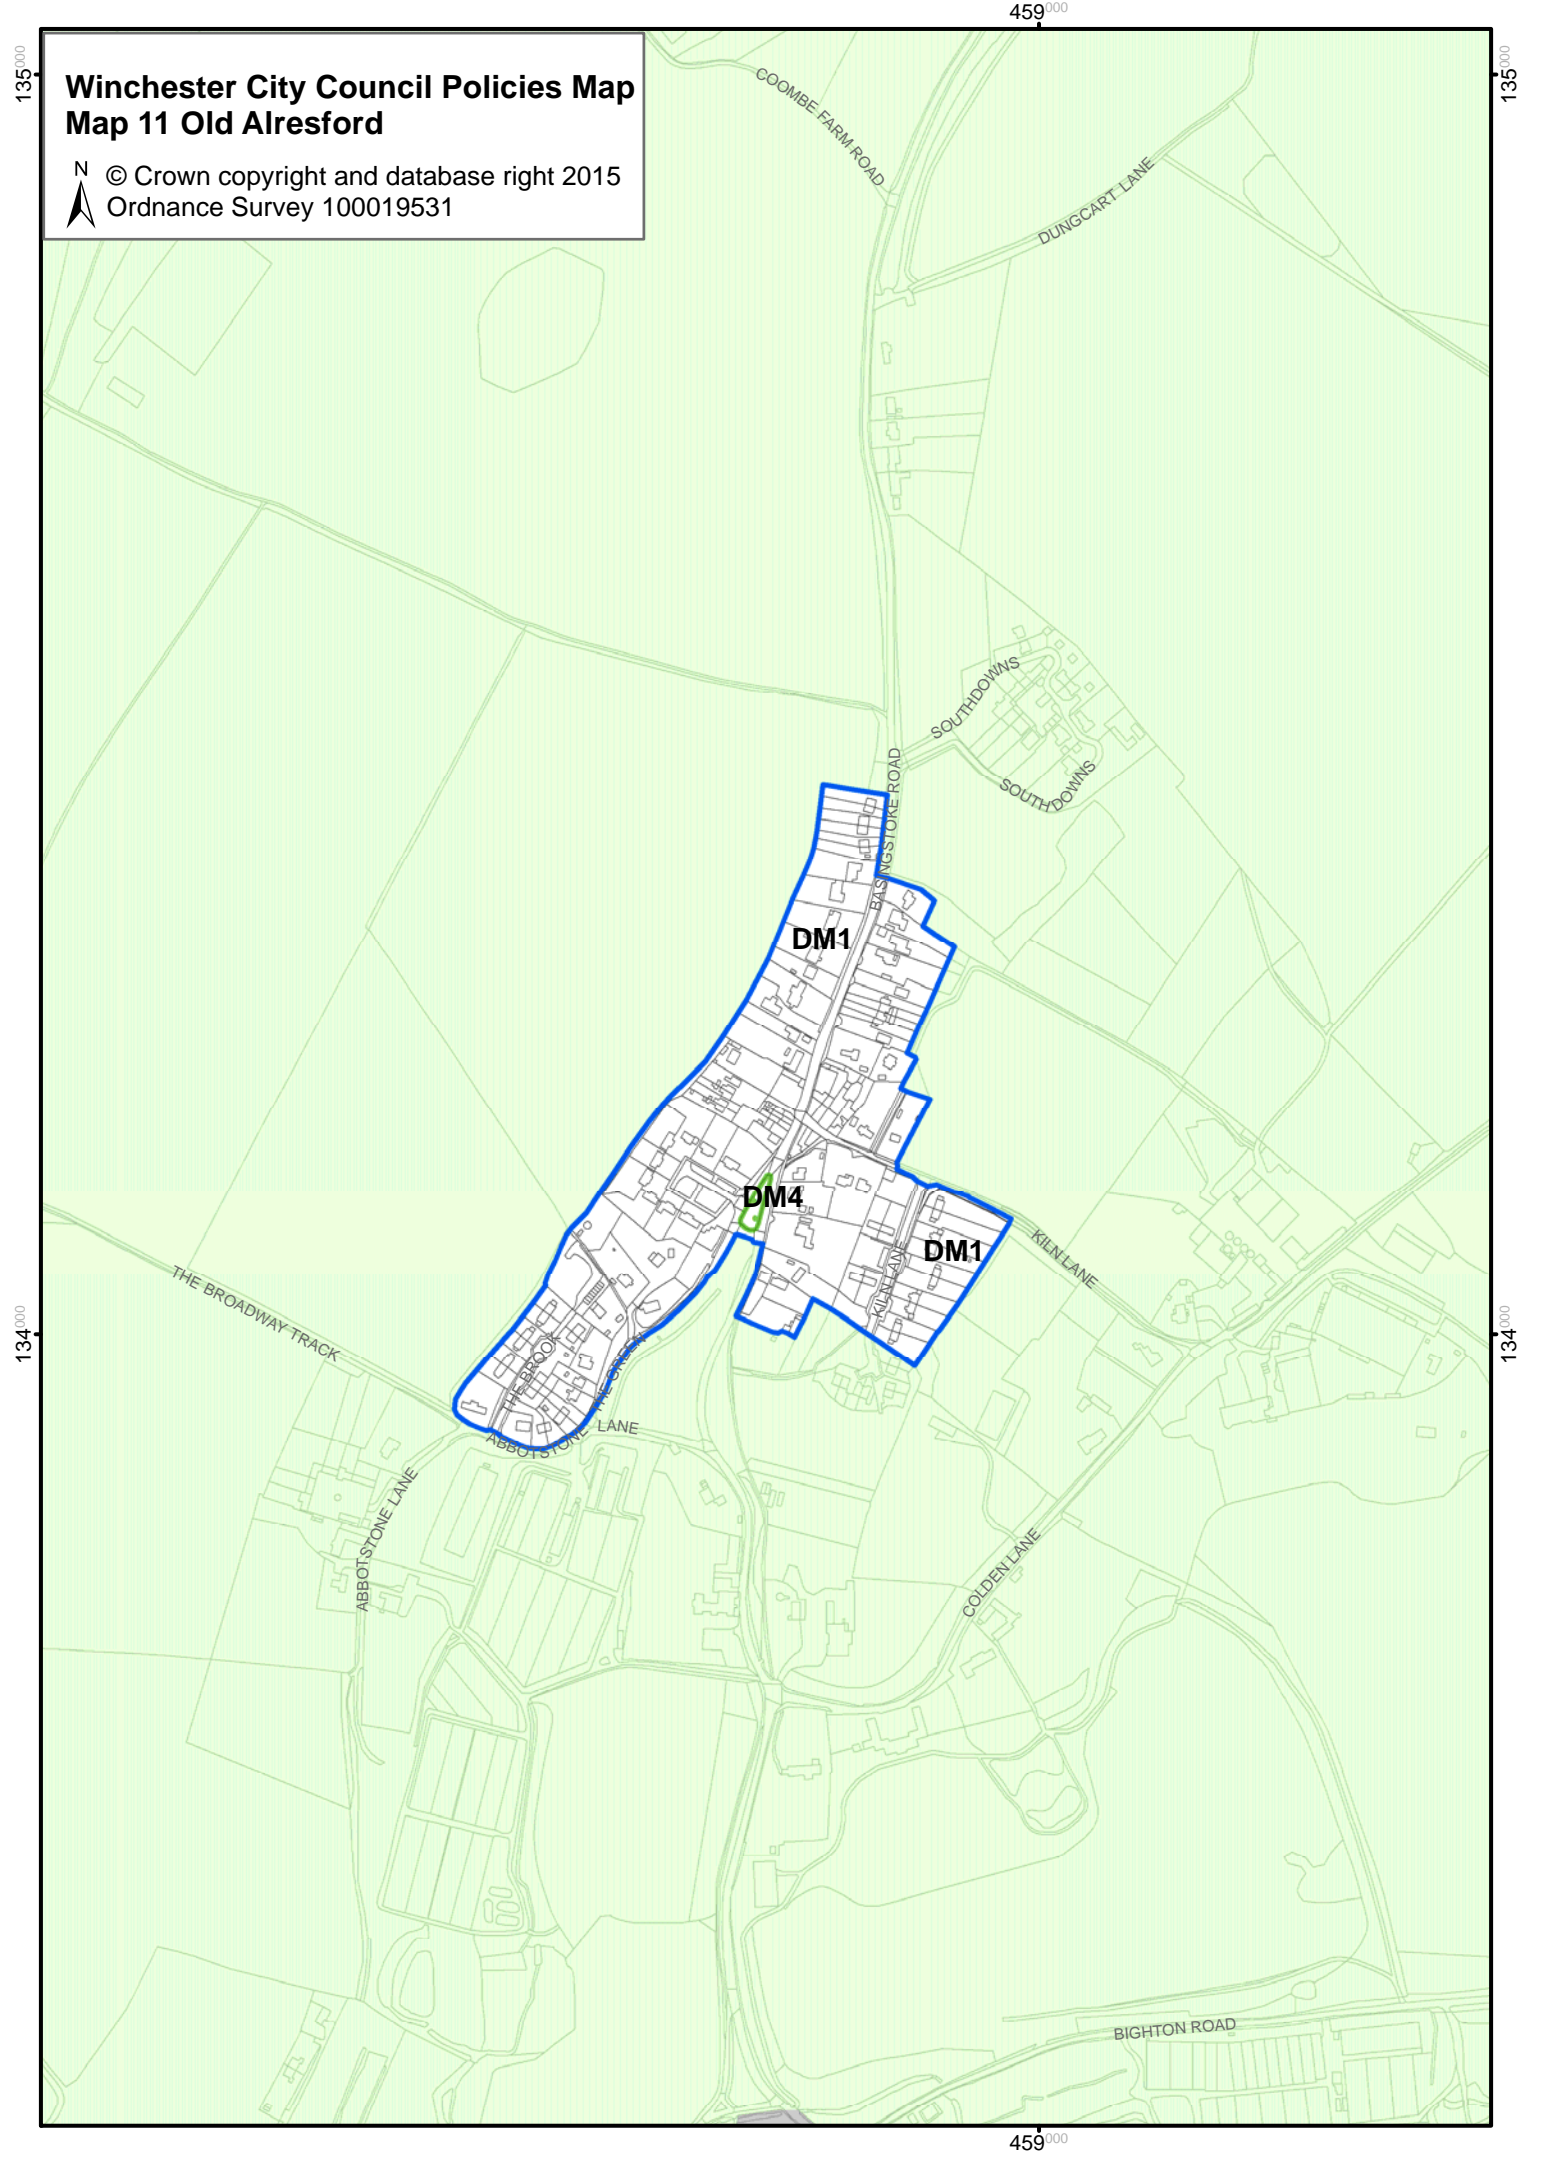 459000
135000
135000
Winchester City Council Policies Map
Map 11 Old Alresford
N
© Crown copyright and database right 2015
Ordnance Survey 100019531
COOMBE FARM ROAD
DUNGCART LANE
SOUTHDOWNS
SOUTHDOWNS
BASINGSTOKE ROAD
DM1
DM4
DM1
KILN LANE
KILN LANE
THE BROADWAY TRACK
134000
134000
THE BROOK
THE GREEN
ABBOTSTONE LANE
ABBOTSTONE LANE
COLDEN LANE
BIGHTON ROAD
459000